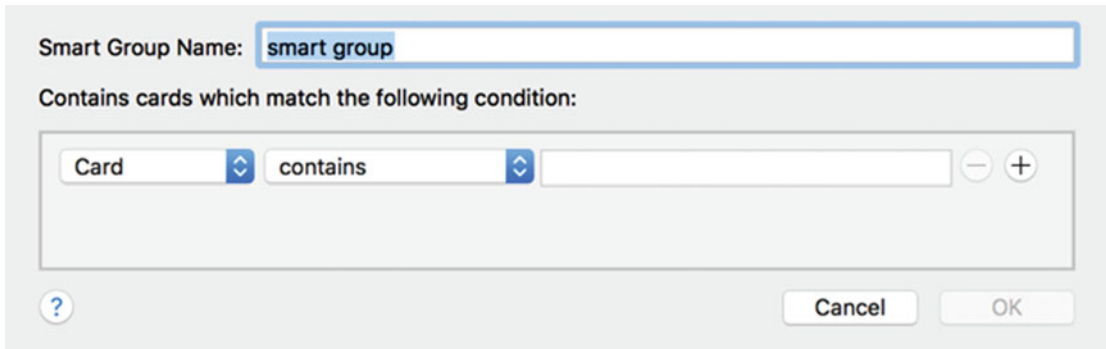 Smart Group Name: smart group
Contains cards which match the following condition:
Card contains
? Cancel OK